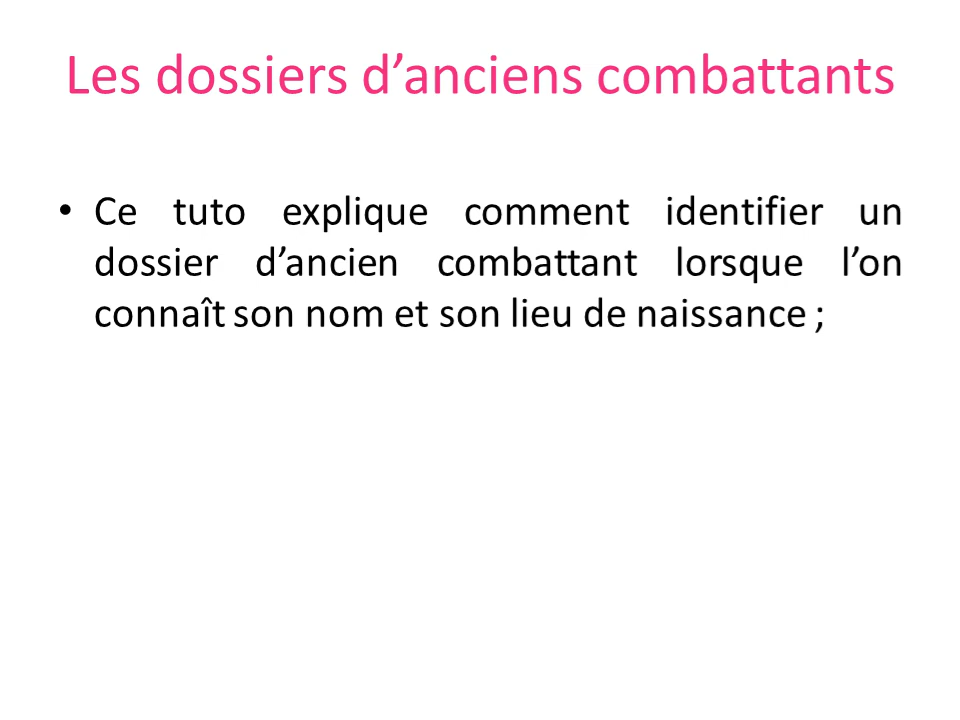 Les dossiers d’anciens combattants
• Ce tuto explique comment identifier un
dossier d’ancien combattant lorsque l’on
connaît son nom et son lieu de naissance ;